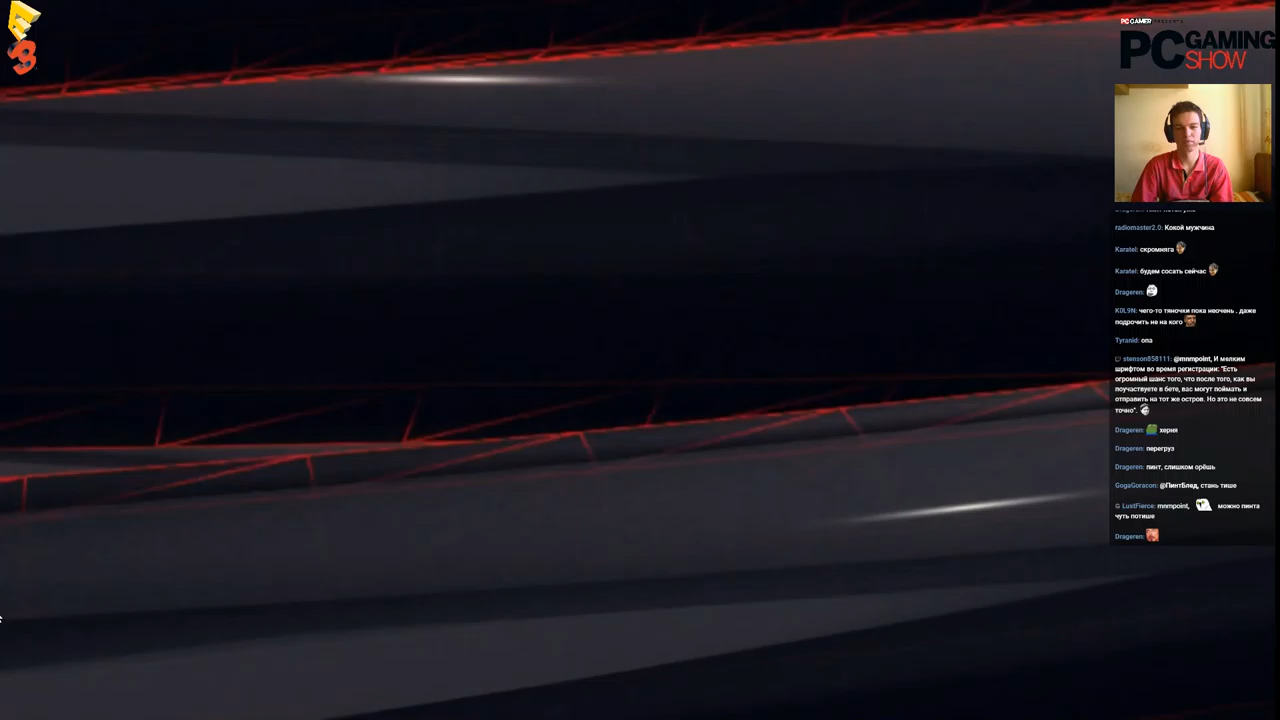 E3
PC GAMER PRESENTS
PC GAMING
SHOW
radiomaster2.0: Кокой мужчина
Karatel: скромняга
Karatel: будем сосать сейчас
Drageren:
K0L9N: чего-то тяночки пока неочень . даже
подрочить не на кого
Tyranid: опа
stenson858111: @mnmpoint, И мелким
шрифтом во время регистрации: "Есть
огромный шанс того, что после того, как вы
поучаствуете в бете, вас могут поймать и
отправить на тот же остров. Но это не совсем
точно".
Drageren: херня
Drageren: перегруз
Drageren: пинт, слишком орёшь
GogaGoracon: @ПинтБлед, стань тише
G LustFierce: mnmpoint, можно пинта
чуть потише
Drageren: